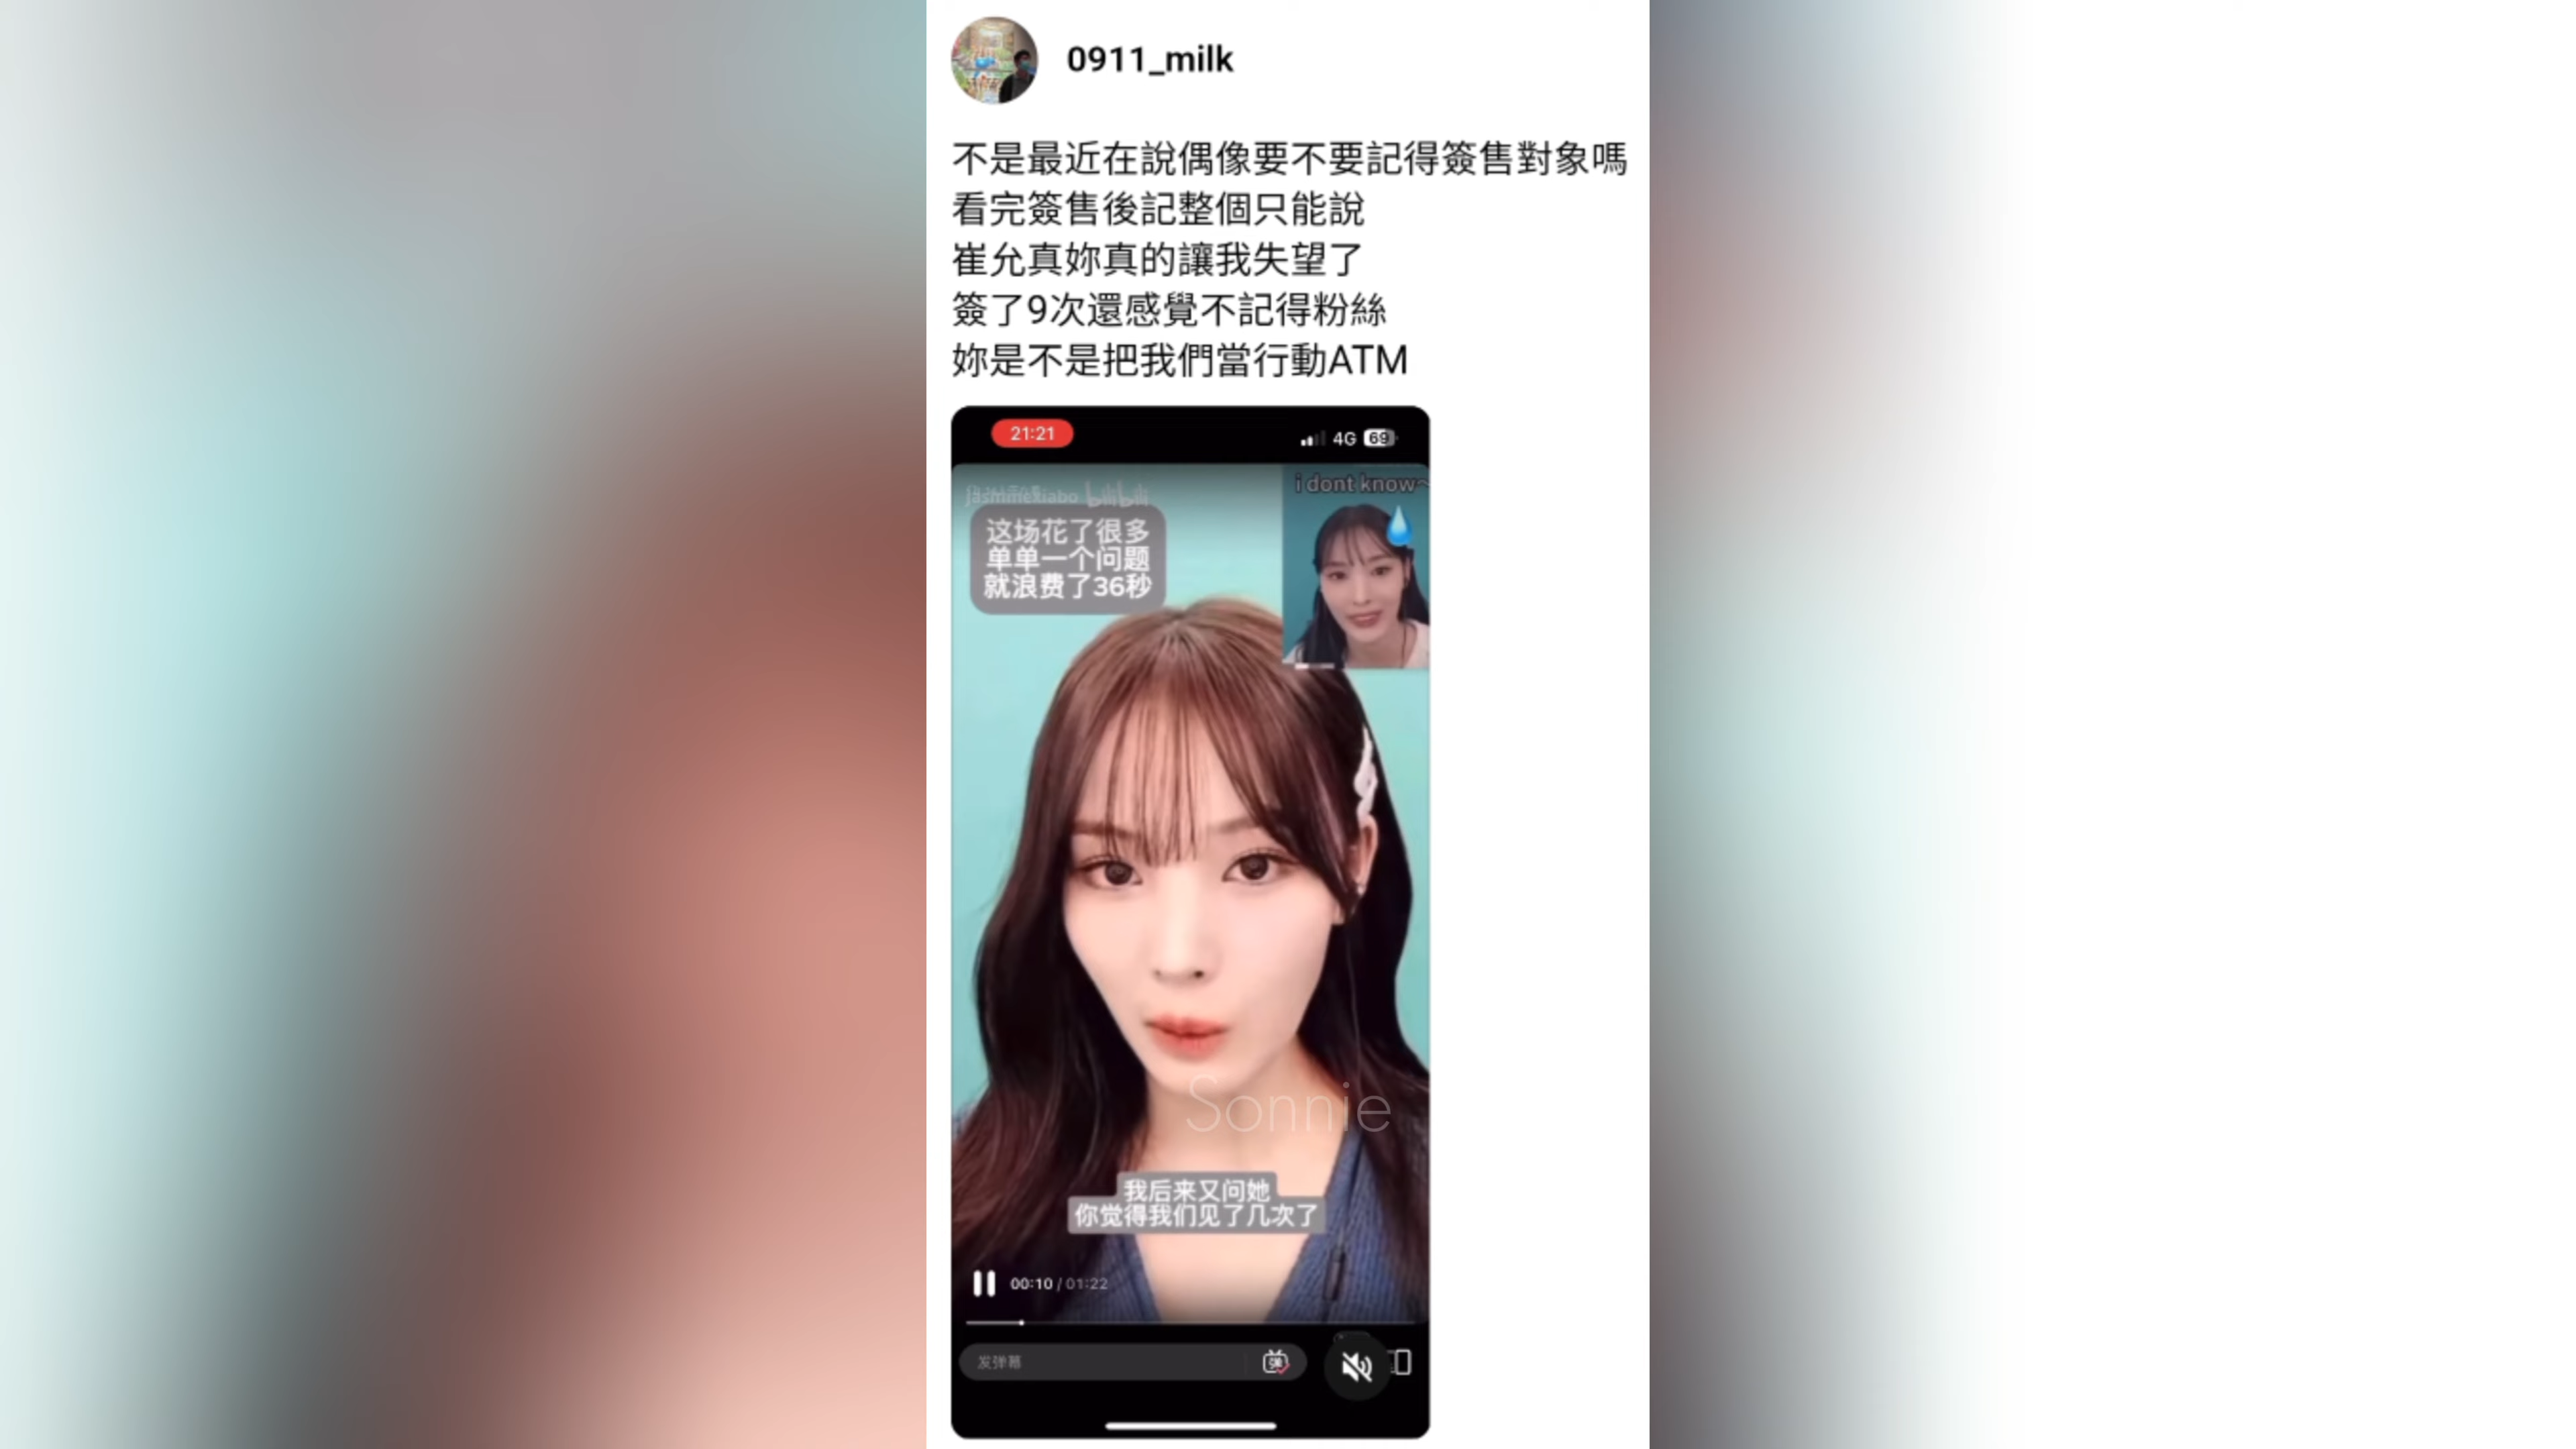 0911_milk
不是最近在說偶像要不要記得簽售對象嗎
看完簽售後記整個只能說
崔允真妳真的讓我失望了
簽了9次還感覺不記得粉絲
妳是不是把我們當行動ATM
21:21
4G 69
i dont know~
bilibili
这场花了很多
单单一个问题
就浪费了36秒
Sonnie
我后来又问她
你觉得我们见了几次了
00:10 / 01:22
发弹幕
弹